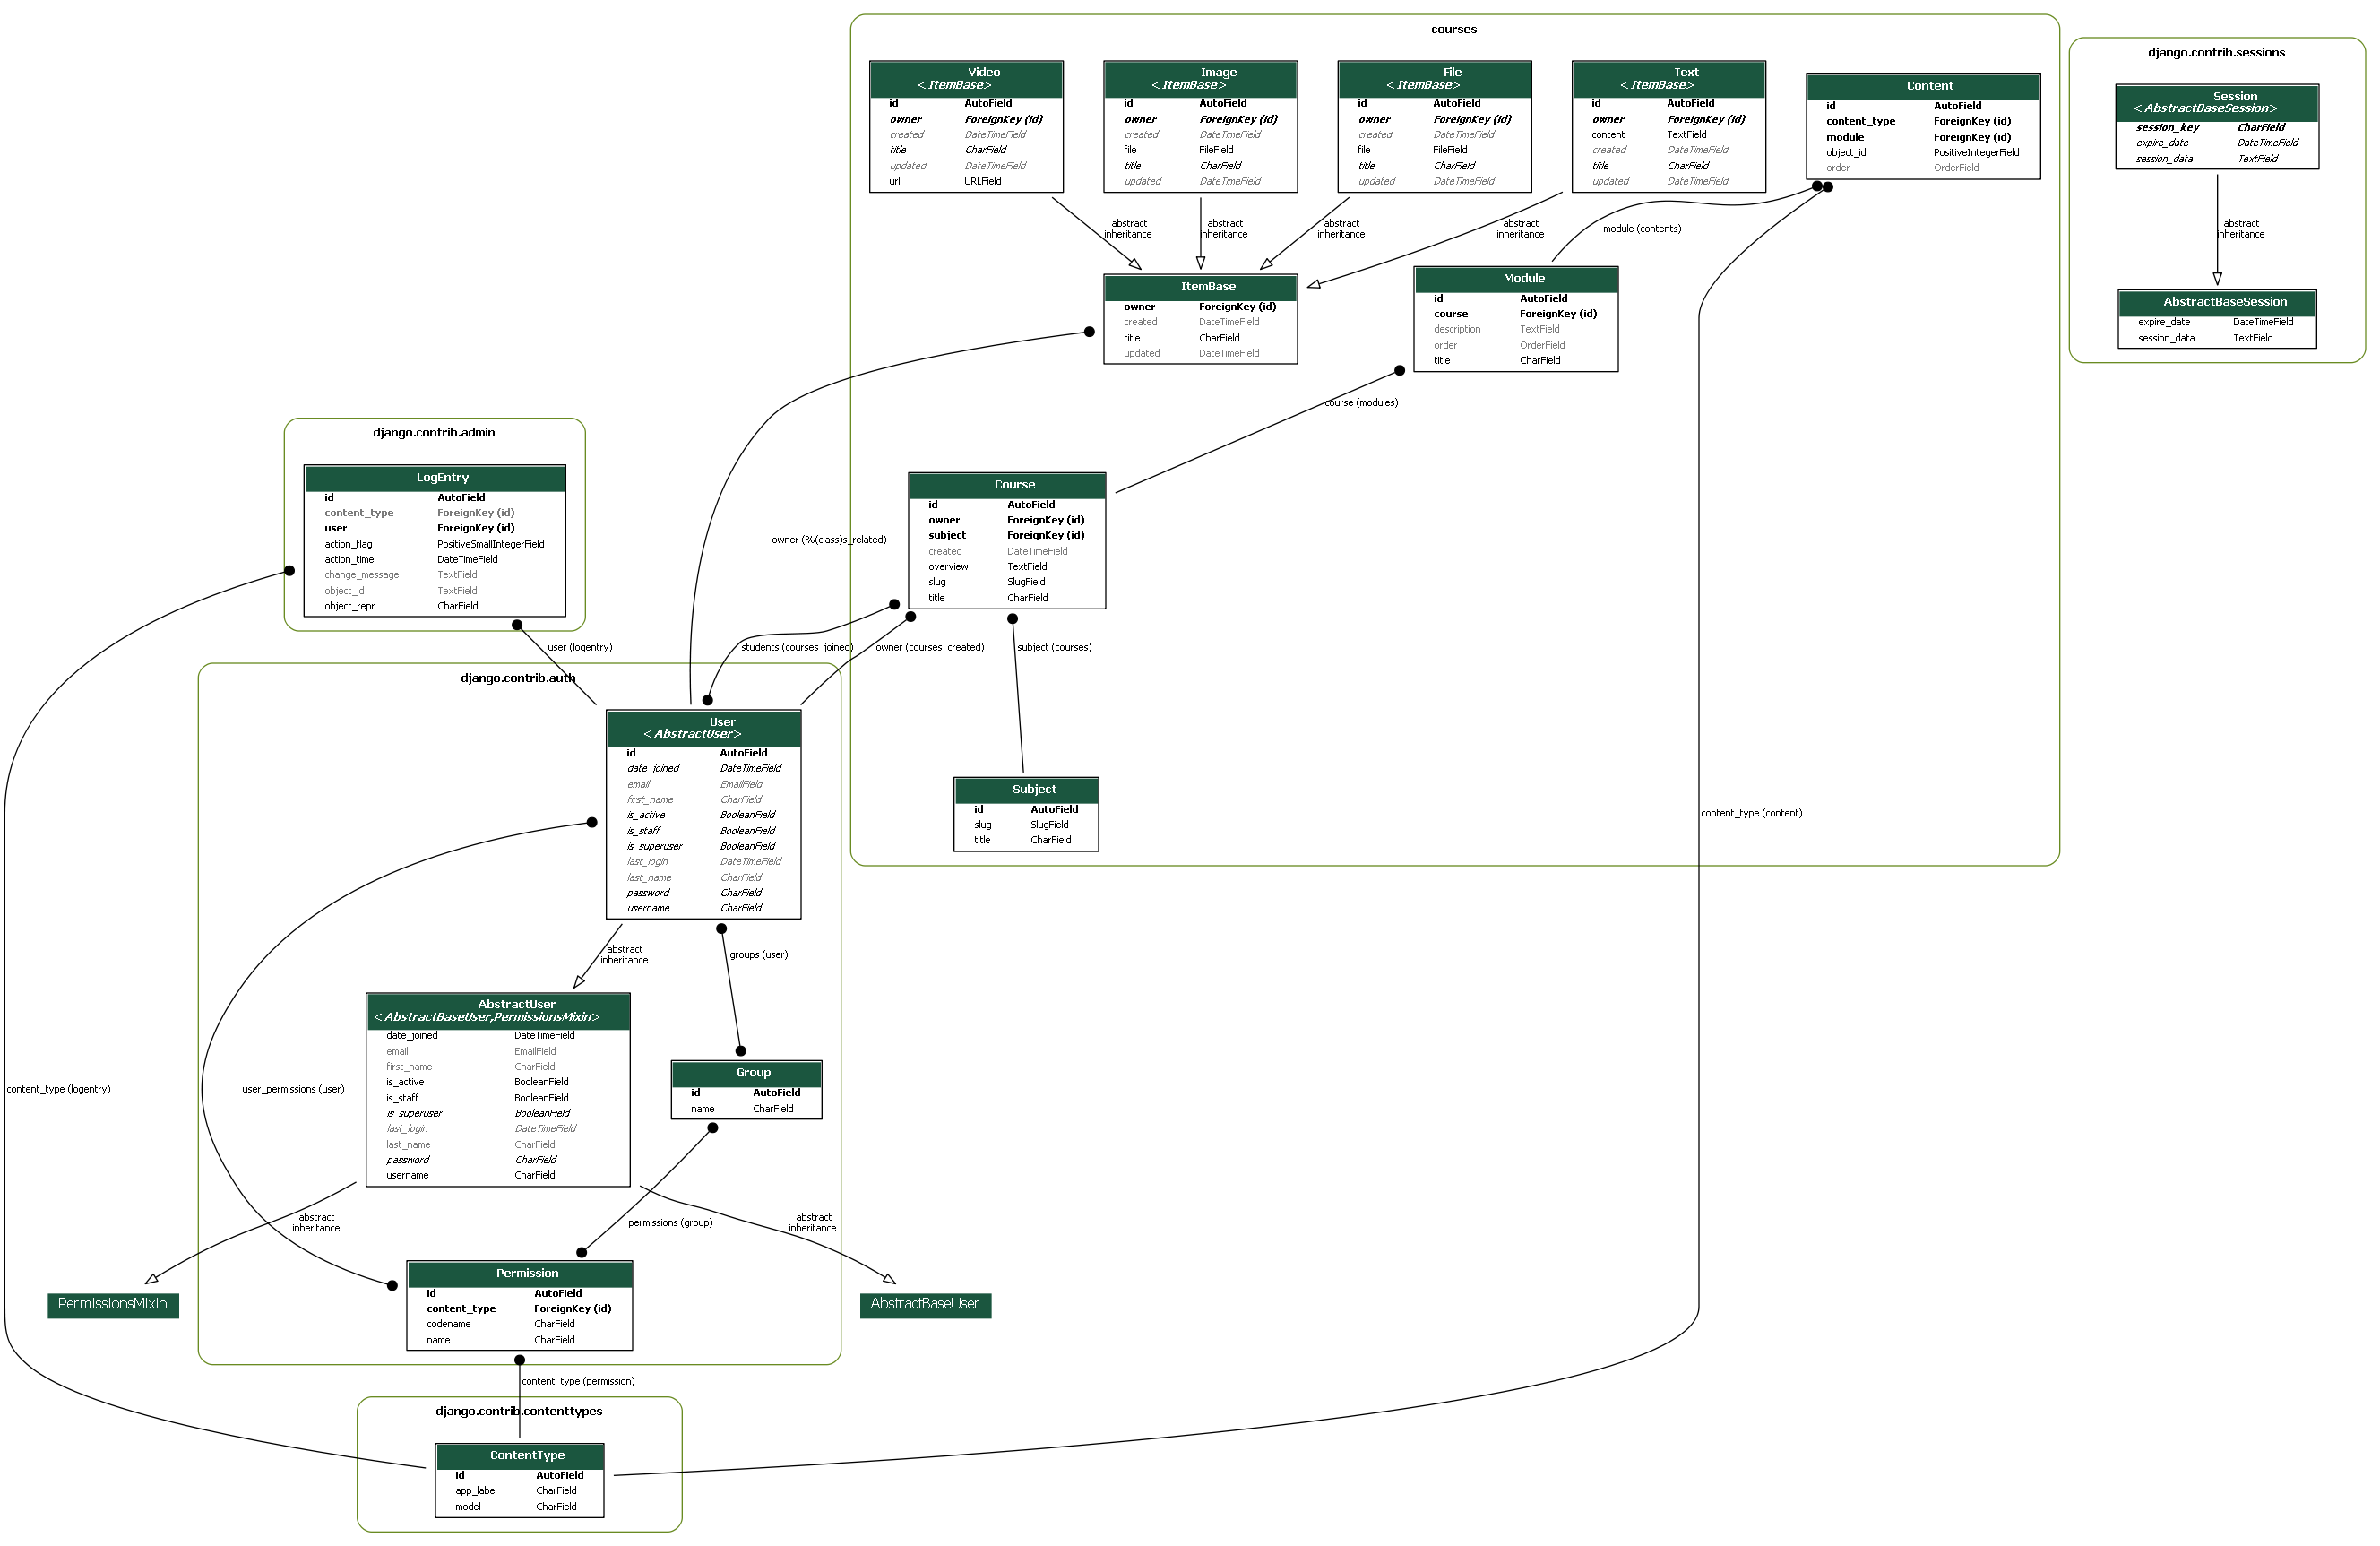 courses
Video
<ItemBase>
id AutoField
owner ForeignKey (id)
created DateTimeField
title CharField
updated DateTimeField
url URLField
Image
<ItemBase>
id AutoField
owner ForeignKey (id)
created DateTimeField
file FileField
title CharField
updated DateTimeField
File
<ItemBase>
id AutoField
owner ForeignKey (id)
created DateTimeField
file FileField
title CharField
updated DateTimeField
Text
<ItemBase>
id AutoField
owner ForeignKey (id)
content TextField
created DateTimeField
title CharField
updated DateTimeField
Content
id AutoField
content_type ForeignKey (id)
module ForeignKey (id)
object_id PositiveIntegerField
order OrderField
django.contrib.sessions
Session
<AbstractBaseSession>
session_key CharField
expire_date DateTimeField
session_data TextField
abstract
inheritance
abstract
inheritance
abstract
inheritance
abstract
inheritance
module (contents)
abstract
inheritance
ItemBase
owner ForeignKey (id)
created DateTimeField
title CharField
updated DateTimeField
Module
id AutoField
course ForeignKey (id)
description TextField
order OrderField
title CharField
AbstractBaseSession
expire_date DateTimeField
session_data TextField
course (modules)
django.contrib.admin
LogEntry
id AutoField
content_type ForeignKey (id)
user ForeignKey (id)
action_flag PositiveSmallIntegerField
action_time DateTimeField
change_message TextField
object_id TextField
object_repr CharField
Course
id AutoField
owner ForeignKey (id)
subject ForeignKey (id)
created DateTimeField
overview TextField
slug SlugField
title CharField
owner (%(class)s_related)
user (logentry)
students (courses_joined)
owner (courses_created)
subject (courses)
django.contrib.auth
User
<AbstractUser>
id AutoField
date_joined DateTimeField
email EmailField
first_name CharField
is_active BooleanField
is_staff BooleanField
is_superuser BooleanField
last_login DateTimeField
last_name CharField
password CharField
username CharField
Subject
id AutoField
slug SlugField
title CharField
content_type (content)
abstract
inheritance
groups (user)
AbstractUser
<AbstractBaseUser,PermissionsMixin>
date_joined DateTimeField
email EmailField
first_name CharField
is_active BooleanField
is_staff BooleanField
is_superuser BooleanField
last_login DateTimeField
last_name CharField
password CharField
username CharField
Group
id AutoField
name CharField
content_type (logentry)
user_permissions (user)
abstract
inheritance
permissions (group)
abstract
inheritance
PermissionsMixin
Permission
id AutoField
content_type ForeignKey (id)
codename CharField
name CharField
AbstractBaseUser
content_type (permission)
django.contrib.contenttypes
ContentType
id AutoField
app_label CharField
model CharField